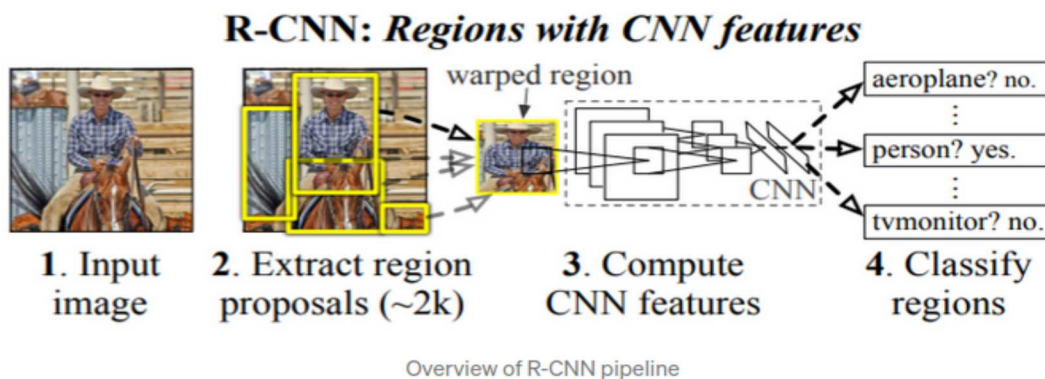 R-CNN: Regions with CNN features
warped region
aeroplane? no.
⋮
person? yes.
⋮
tvmonitor? no.
CNN
1. Input
image
2. Extract region
proposals (~2k)
3. Compute
CNN features
4. Classify
regions
Overview of R-CNN pipeline